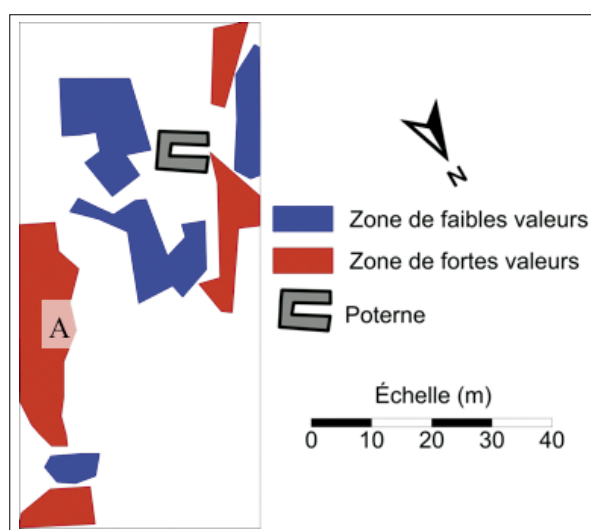 N
Zone de faibles valeurs
Zone de fortes valeurs
A
Poterne
Échelle (m)
0 10 20 30 40